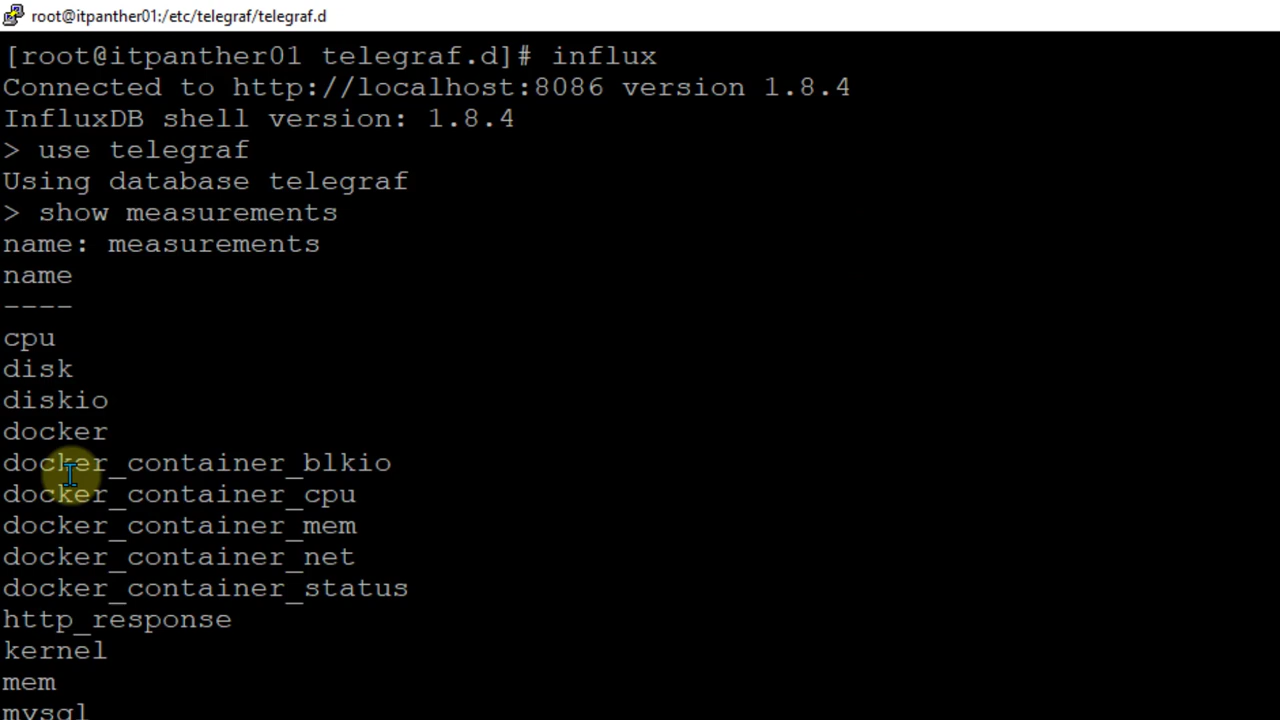 root@itpanther01:/etc/telegraf/telegraf.d
[root@itpanther01 telegraf.d]# influx
Connected to http://localhost:8086 version 1.8.4
InfluxDB shell version: 1.8.4
> use telegraf
Using database telegraf
> show measurements
name: measurements
name
----
cpu
disk
diskio
docker
docker_container_blkio
docker_container_cpu
docker_container_mem
docker_container_net
docker_container_status
http_response
kernel
mem
mysql